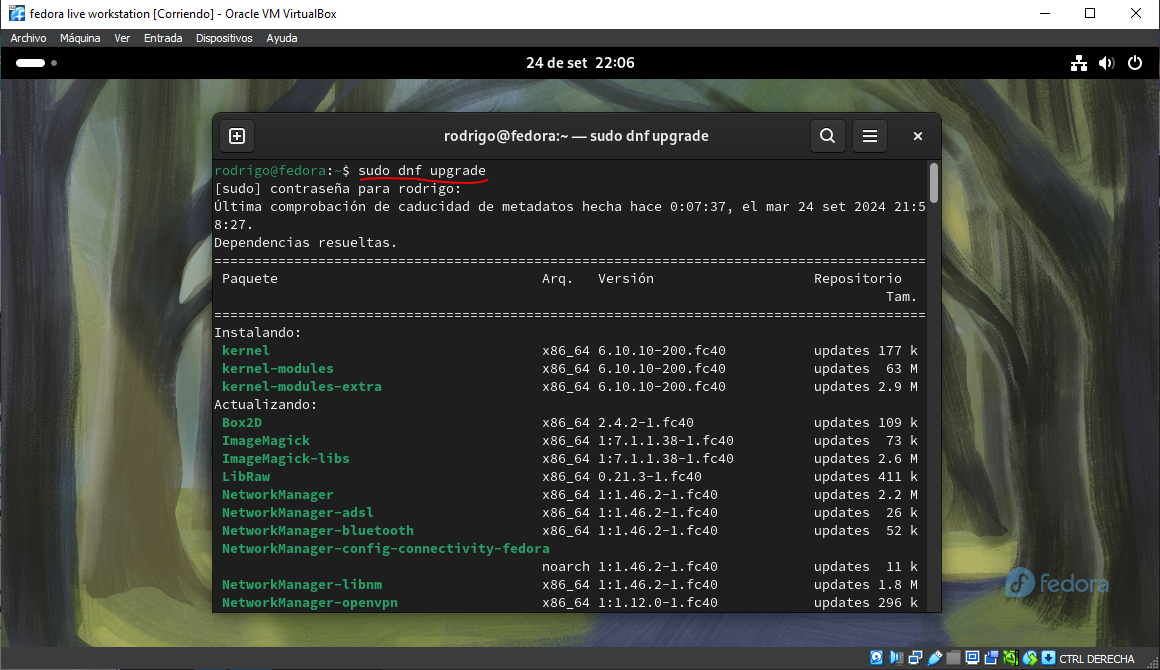 fedora live workstation [Corriendo] - Oracle VM VirtualBox
Archivo Máquina Ver Entrada Dispositivos Ayuda
24 de set 22:06
rodrigo@fedora:~ — sudo dnf upgrade
rodrigo@fedora:~$ sudo dnf upgrade
[sudo] contraseña para rodrigo:
Última comprobación de caducidad de metadatos hecha hace 0:07:37, el mar 24 set 2024 21:5
8:27.
Dependencias resueltas.
================================================================================
Paquete Arq. Versión Repositorio
Tam.
================================================================================
Instalando:
kernel x86_64 6.10.10-200.fc40 updates 177 k
kernel-modules x86_64 6.10.10-200.fc40 updates 63 M
kernel-modules-extra x86_64 6.10.10-200.fc40 updates 2.9 M
Actualizando:
Box2D x86_64 2.4.2-1.fc40 updates 109 k
ImageMagick x86_64 1:7.1.1.38-1.fc40 updates 73 k
ImageMagick-libs x86_64 1:7.1.1.38-1.fc40 updates 2.6 M
LibRaw x86_64 0.21.3-1.fc40 updates 411 k
NetworkManager x86_64 1:1.46.2-1.fc40 updates 2.2 M
NetworkManager-adsl x86_64 1:1.46.2-1.fc40 updates 26 k
NetworkManager-bluetooth x86_64 1:1.46.2-1.fc40 updates 52 k
NetworkManager-config-connectivity-fedora
noarch 1:1.46.2-1.fc40 updates 11 k
NetworkManager-libnm x86_64 1:1.46.2-1.fc40 updates 1.8 M
NetworkManager-openvpn x86_64 1:1.12.0-1.fc40 updates 296 k
fedora
CTRL DERECHA